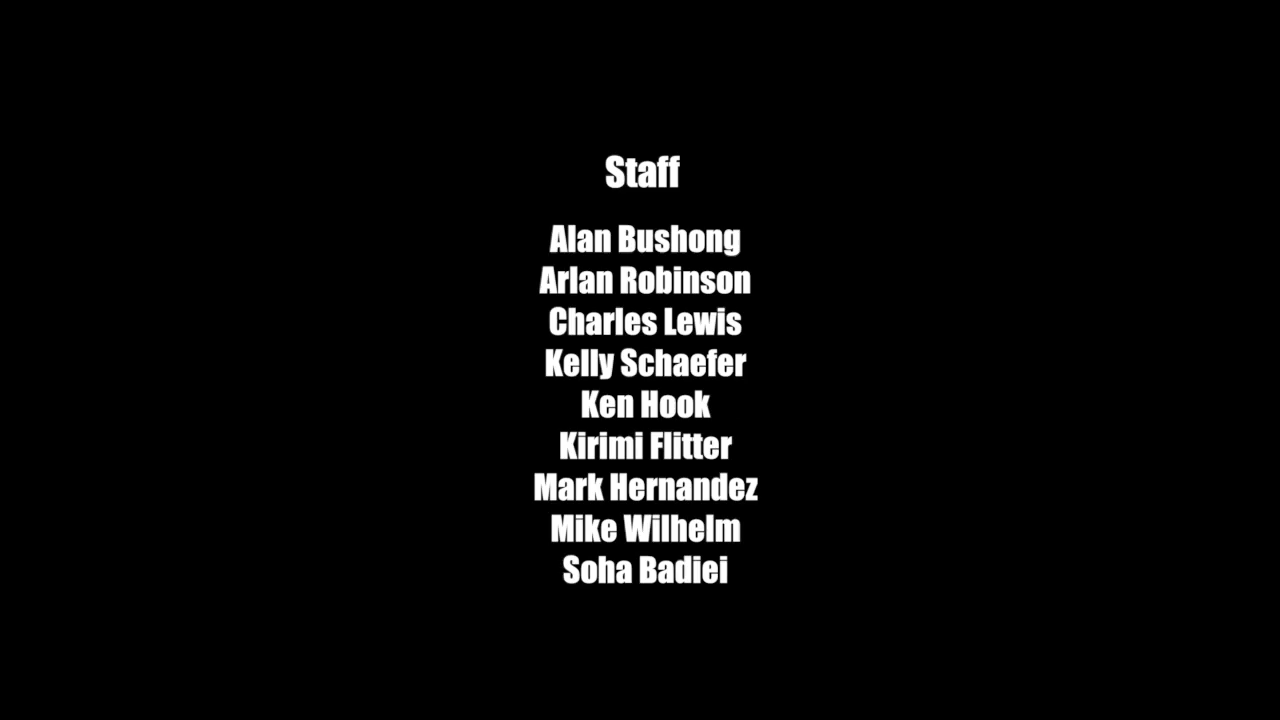 Staff
Alan Bushong
Arlan Robinson
Charles Lewis
Kelly Schaefer
Ken Hook
Kirimi Flitter
Mark Hernandez
Mike Wilhelm
Soha Badiei